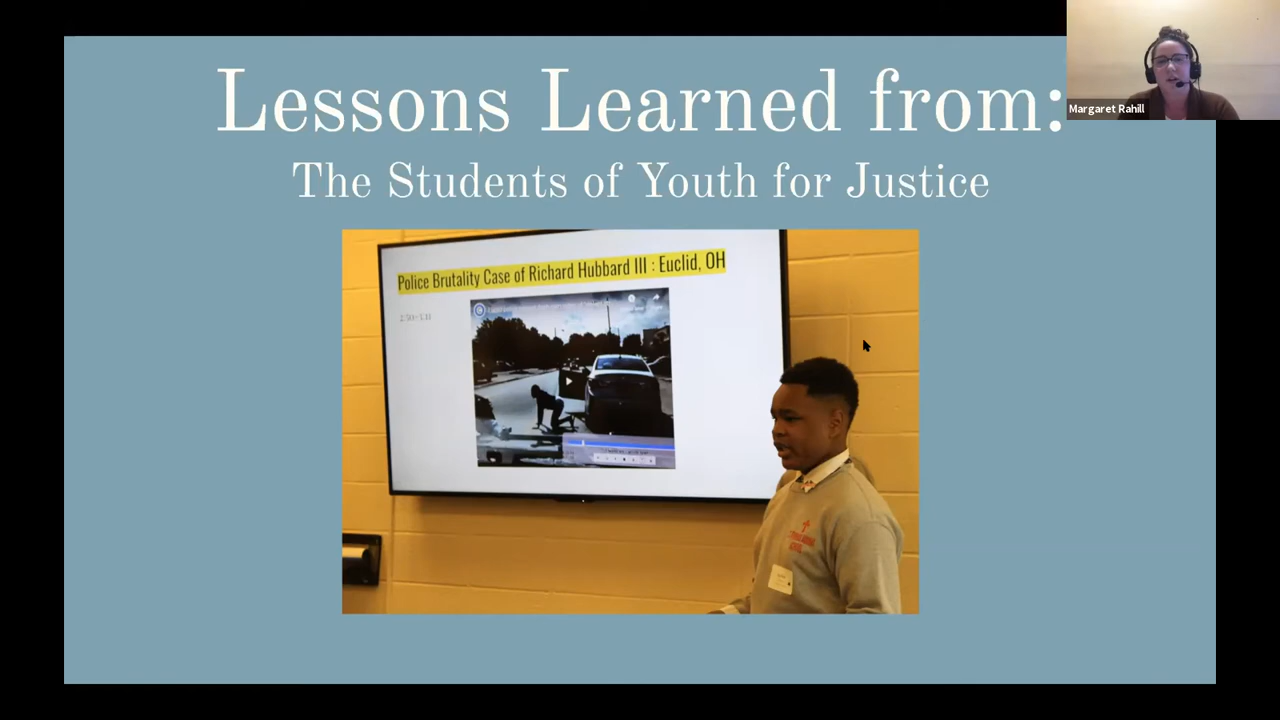 Lessons Learned from:
The Students of Youth for Justice
Margaret Rahill
Police Brutality Case of Richard Hubbard III : Euclid, OH